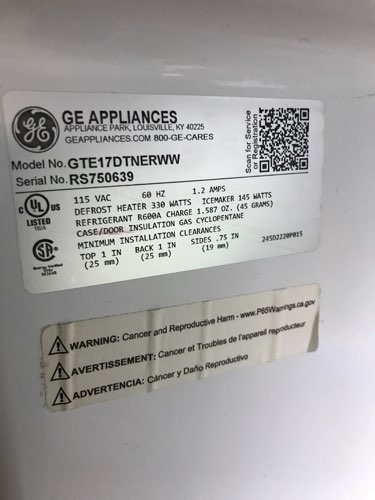 GE APPLIANCES
APPLIANCE PARK, LOUISVILLE, KY 40225
GEAPPLIANCES.COM 800-GE-CARES
Scan for Service
or Registration
Model No. GTE17DTNERWW
Serial No. RS750639
115 VAC 60 HZ 1.2 AMPS
DEFROST HEATER 330 WATTS ICEMAKER 145 WATTS
REFRIGERANT R600A CHARGE 1.587 OZ. (45 GRAMS)
CASE/DOOR INSULATION GAS CYCLOPENTANE
MINIMUM INSTALLATION CLEARANCES
TOP 1 IN BACK 1 IN SIDES .75 IN
(25 mm) (25 mm) (19 mm)
245D2220P015
C UL US
LISTED
Energy Verified
WARNING: Cancer and Reproductive Harm - www.P65Warnings.ca.gov
AVERTISSEMENT: Cancer et Troubles de l'appareil reproducteur
ADVERTENCIA: Cáncer y Daño Reproductivo